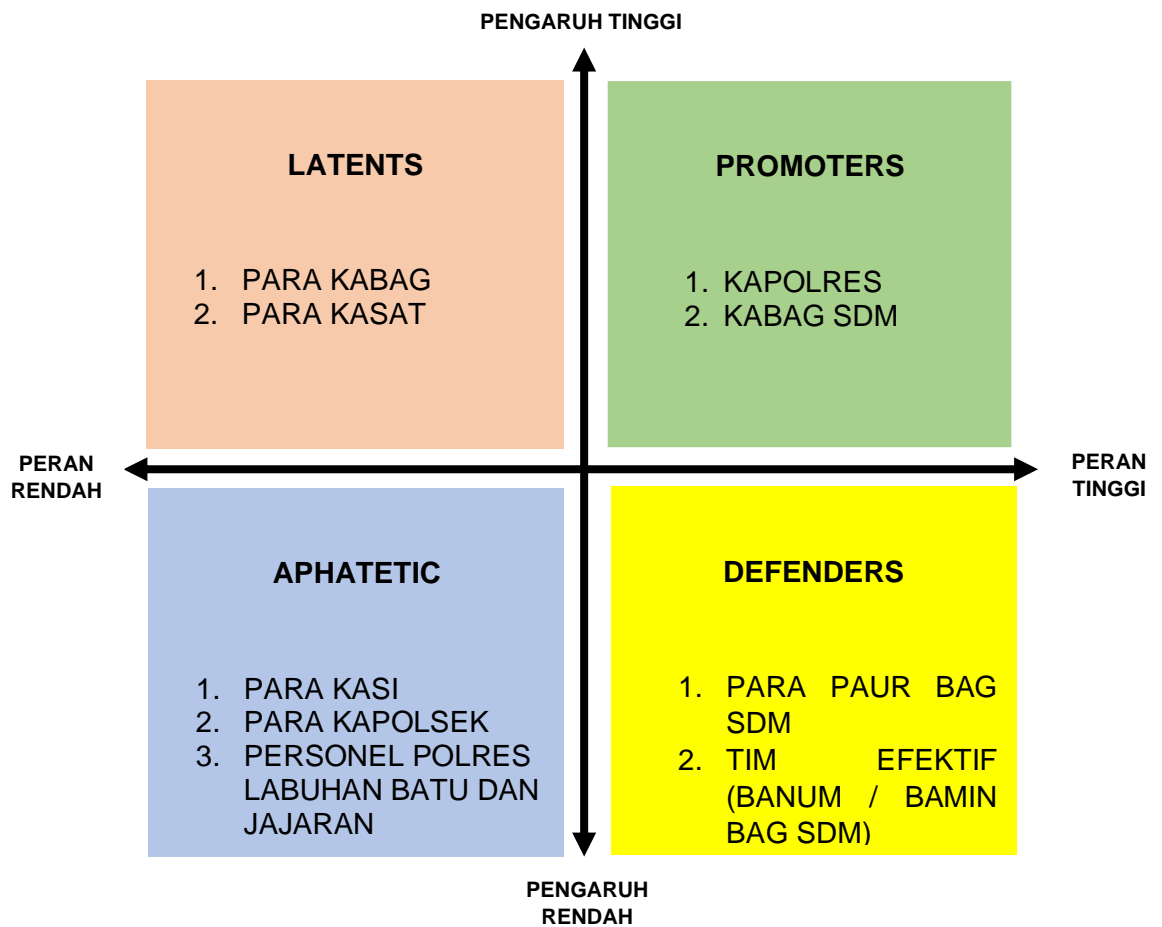 PENGARUH TINGGI
LATENTS
1. PARA KABAG
2. PARA KASAT
PROMOTERS
1. KAPOLRES
2. KABAG SDM
PERAN
RENDAH
PERAN
TINGGI
APHATETIC
1. PARA KASI
2. PARA KAPOLSEK
3. PERSONEL POLRES
LABUHAN BATU DAN
JAJARAN
DEFENDERS
1. PARA PAUR BAG
SDM
2. TIM EFEKTIF
(BANUM / BAMIN
BAG SDM)
PENGARUH
RENDAH